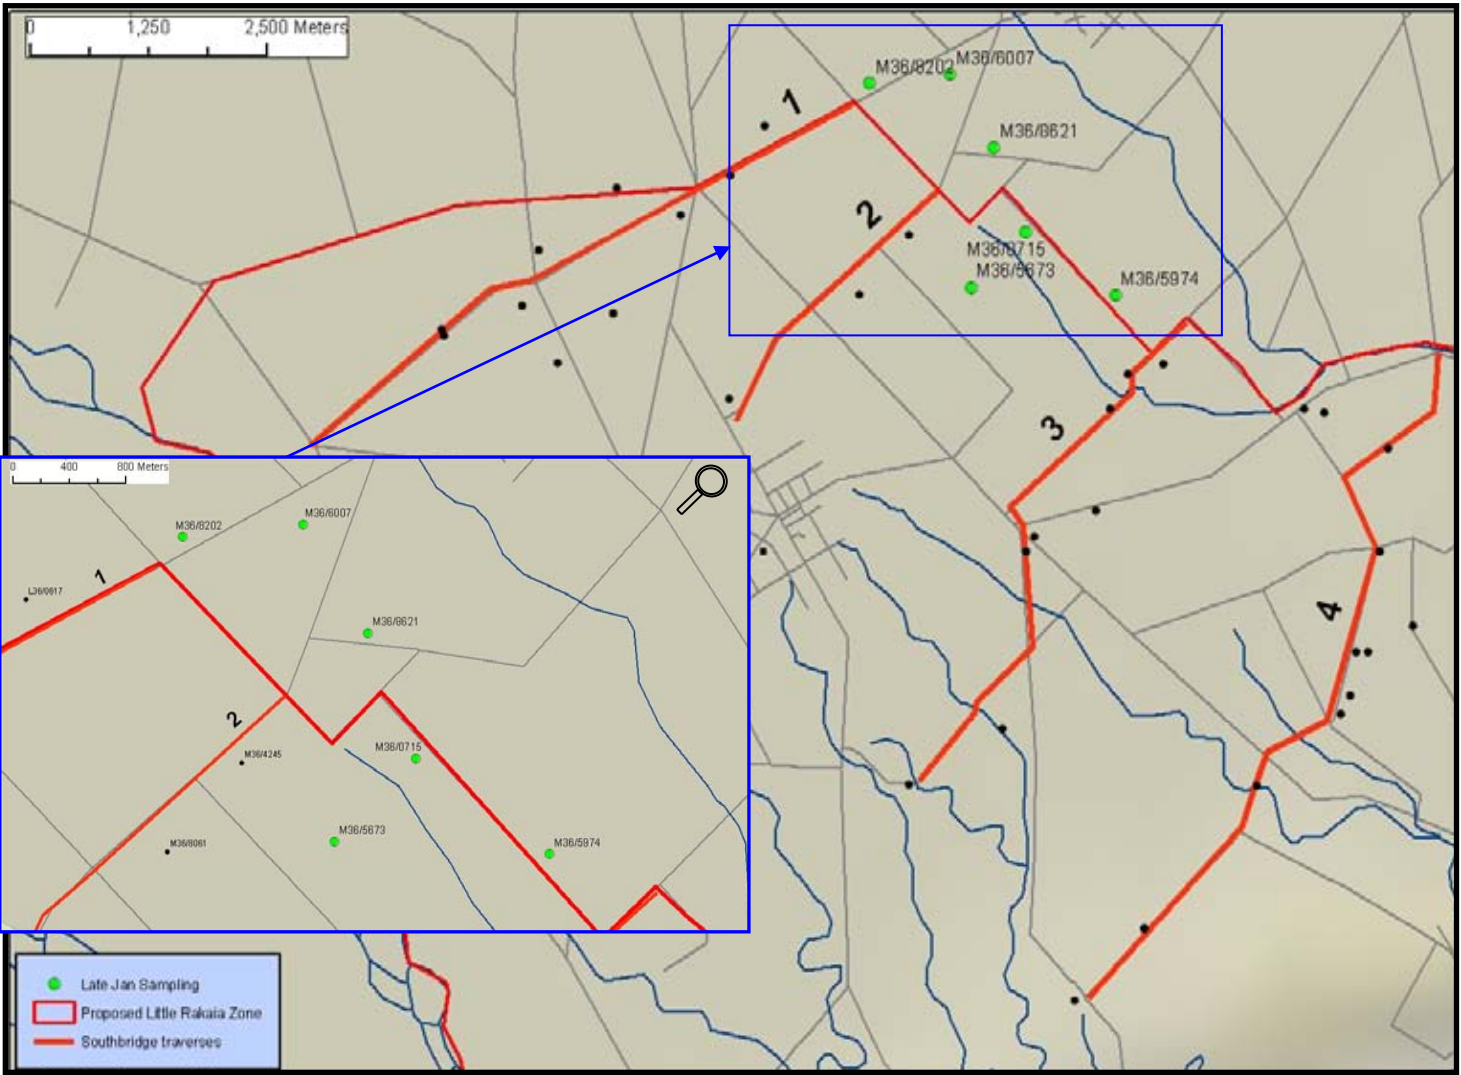 0 1,250 2,500 Meters
M36/8202
M36/6007
1
M36/8621
2
M36/0715
M36/5673
M36/5974
3
4
0 400 800 Meters
M36/8202
M36/6007
1
L36/0617
M36/8621
2
M36/4245
M36/0715
M36/5673
M36/5974
M36/8061
Late Jan Sampling
Proposed Little Rakaia Zone
Southbridge traverses